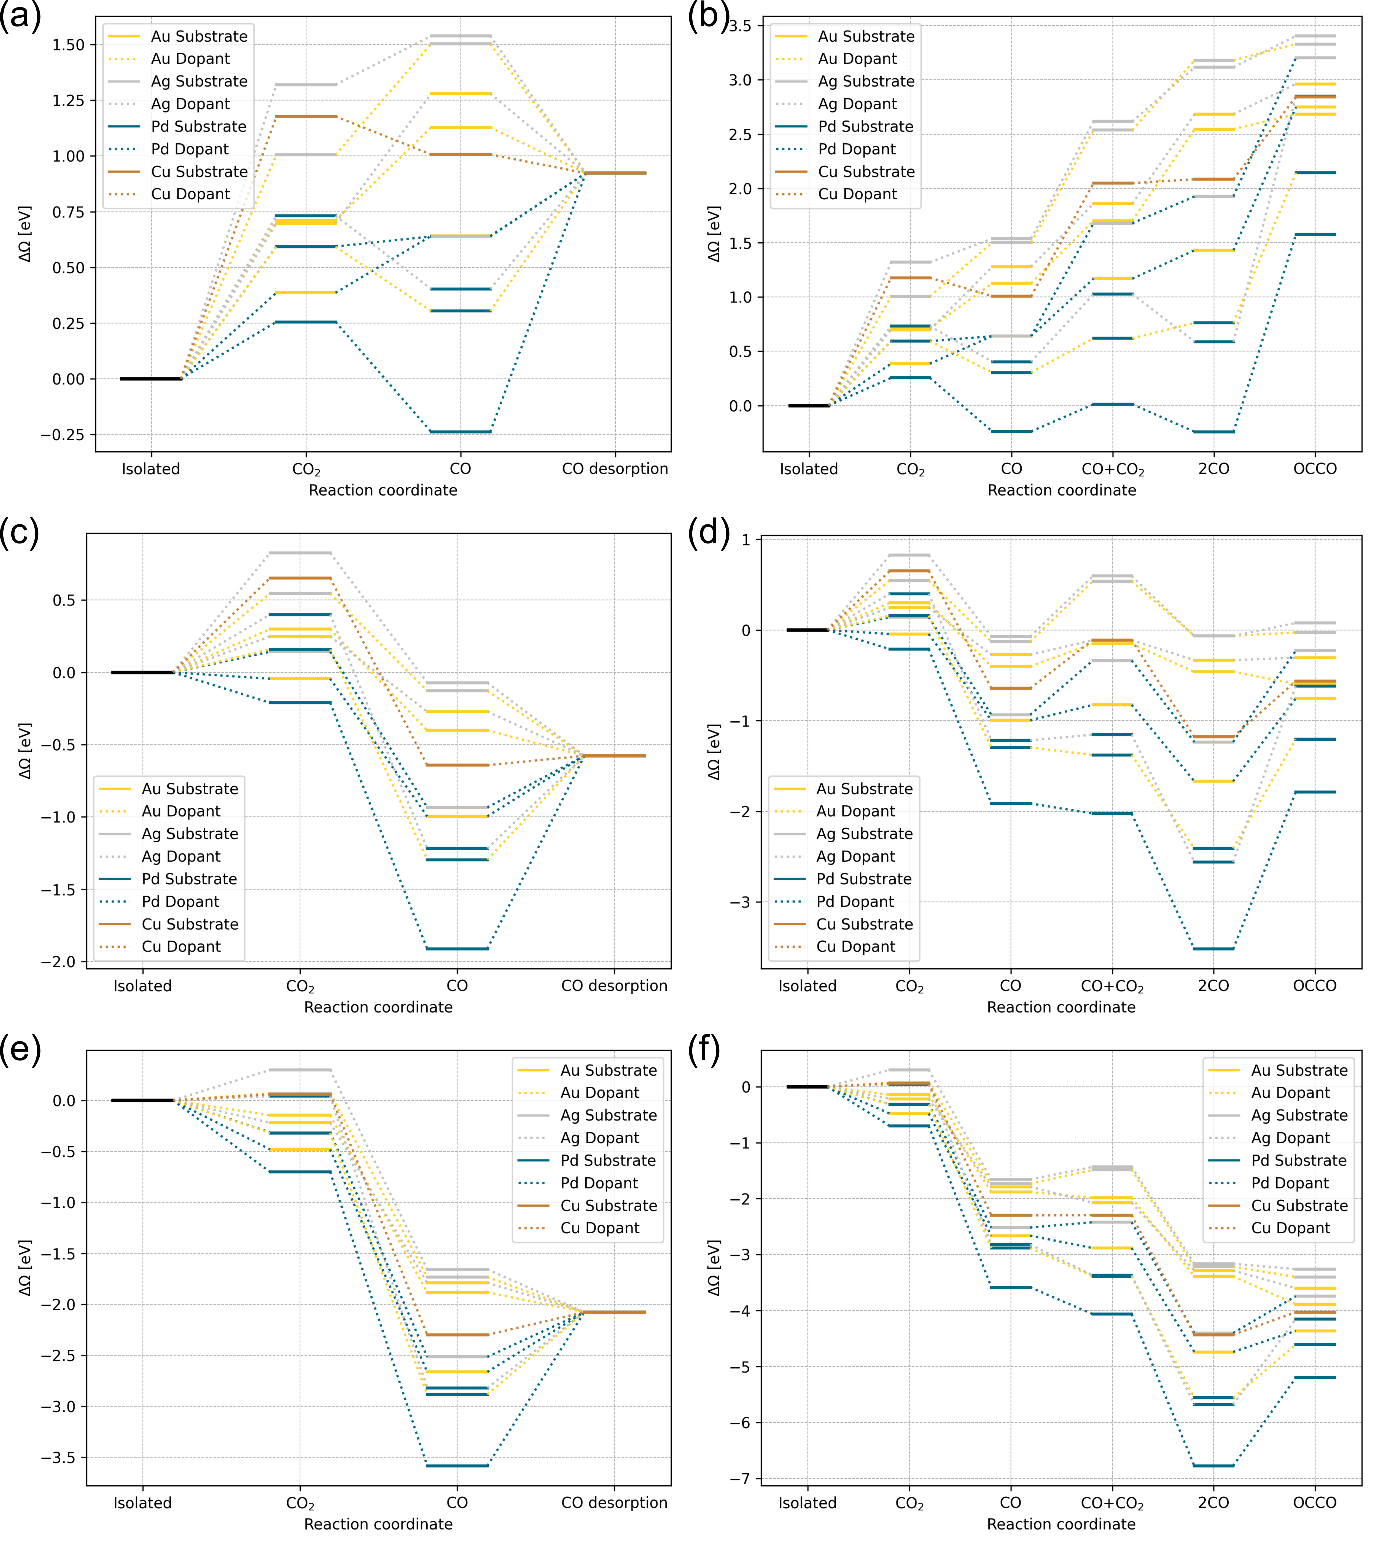 (a)
1.50
1.25
1.00
0.75
0.50
0.25
0.00
−0.25
ΔΩ [eV]
Au Substrate
Au Dopant
Ag Substrate
Ag Dopant
Pd Substrate
Pd Dopant
Cu Substrate
Cu Dopant
Isolated CO₂ CO CO desorption
Reaction coordinate
(b)
3.5
3.0
2.5
2.0
1.5
1.0
0.5
0.0
ΔΩ [eV]
Au Substrate
Au Dopant
Ag Substrate
Ag Dopant
Pd Substrate
Pd Dopant
Cu Substrate
Cu Dopant
Isolated CO₂ CO CO+CO₂ 2CO OCCO
Reaction coordinate
(c)
0.5
0.0
−0.5
−1.0
−1.5
−2.0
ΔΩ [eV]
Au Substrate
Au Dopant
Ag Substrate
Ag Dopant
Pd Substrate
Pd Dopant
Cu Substrate
Cu Dopant
Isolated CO₂ CO CO desorption
Reaction coordinate
(d)
1
0
−1
−2
−3
ΔΩ [eV]
Au Substrate
Au Dopant
Ag Substrate
Ag Dopant
Pd Substrate
Pd Dopant
Cu Substrate
Cu Dopant
Isolated CO₂ CO CO+CO₂ 2CO OCCO
Reaction coordinate
(e)
0.0
−0.5
−1.0
−1.5
−2.0
−2.5
−3.0
−3.5
ΔΩ [eV]
Au Substrate
Au Dopant
Ag Substrate
Ag Dopant
Pd Substrate
Pd Dopant
Cu Substrate
Cu Dopant
Isolated CO₂ CO CO desorption
Reaction coordinate
(f)
0
−1
−2
−3
−4
−5
−6
−7
ΔΩ [eV]
Au Substrate
Au Dopant
Ag Substrate
Ag Dopant
Pd Substrate
Pd Dopant
Cu Substrate
Cu Dopant
Isolated CO₂ CO CO+CO₂ 2CO OCCO
Reaction coordinate